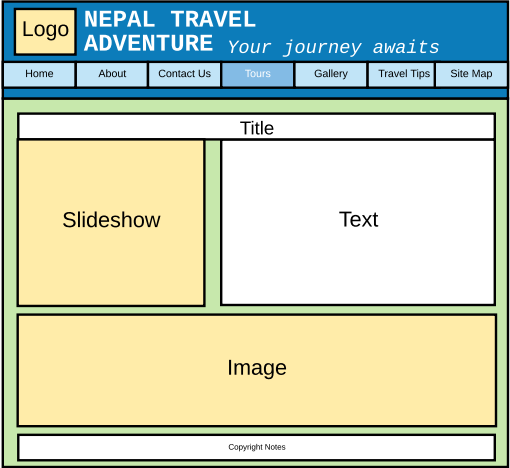 Logo
NEPAL TRAVEL
ADVENTURE Your journey awaits
Home About Contact Us Tours Gallery Travel Tips Site Map
Title
Slideshow Text
Image
Copyright Notes